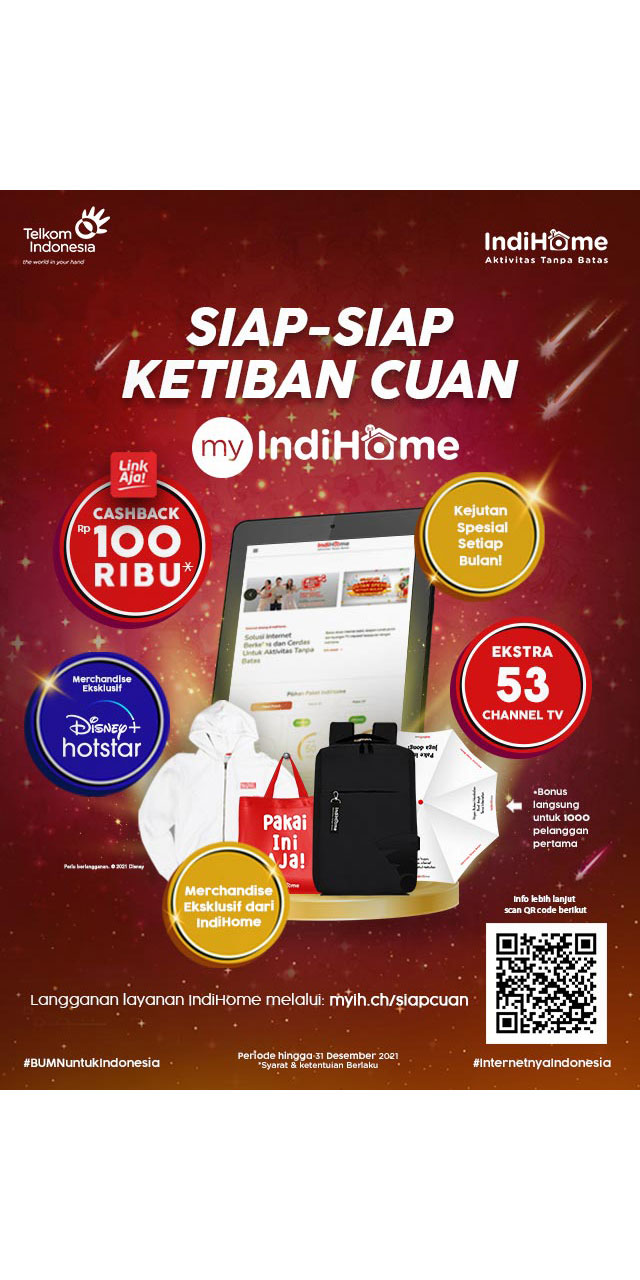 Telkom
Indonesia
the world in your hand
IndiHome
Aktivitas Tanpa Batas
SIAP-SIAP
KETIBAN CUAN
my IndiHome
Link
Aja!
CASHBACK
Rp 100
RIBU*
Kejutan
Spesial
Setiap
Bulan!
Solusi Internet
dan Cerdas
Untuk Aktivitas Tanpa
Batas
EKSTRA
53
CHANNEL TV
Merchandise
Eksklusif
Disney+
hotstar
Pakai
Ini
Aja!
*Bonus
langsung
untuk 1000
pelanggan
pertama
Perlu berlangganan. © 2021 Disney
Merchandise
Eksklusif dari
IndiHome
Info lebih lanjut
scan QR code berikut
Langganan layanan IndiHome melalui: myih.ch/siapcuan
#BUMNuntukIndonesia
Periode hingga 31 Desember 2021
*Syarat & ketentuan Berlaku
#InternetnyaIndonesia